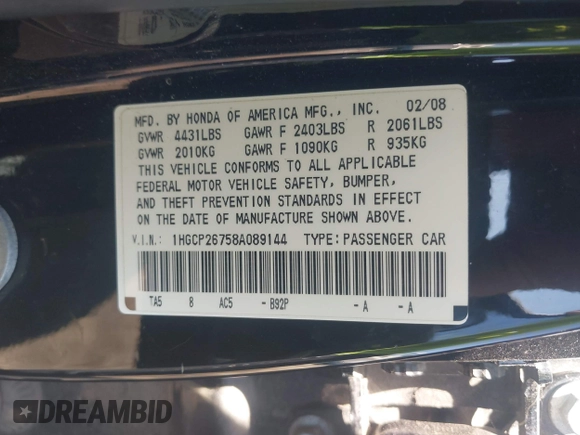 MFD. BY HONDA OF AMERICA MFG., INC. 02/08
GVWR 4431LBS GAWR F 2403LBS R 2061LBS
GVWR 2010KG GAWR F 1090KG R 935KG
THIS VEHICLE CONFORMS TO ALL APPLICABLE
FEDERAL MOTOR VEHICLE SAFETY, BUMPER,
AND THEFT PREVENTION STANDARDS IN EFFECT
ON THE DATE OF MANUFACTURE SHOWN ABOVE.
V.I.N.: 1HGCP26758A089144 TYPE: PASSENGER CAR
TA5 8 AC5 - B92P - A - A
DREAMBID